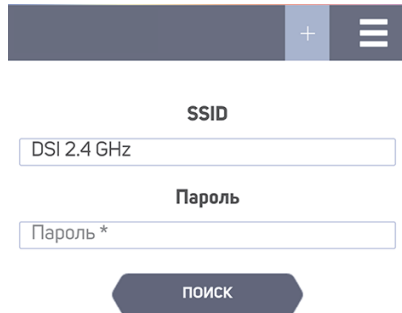 +
SSID
DSI 2.4 GHz
Пароль
Пароль *
ПОИСК